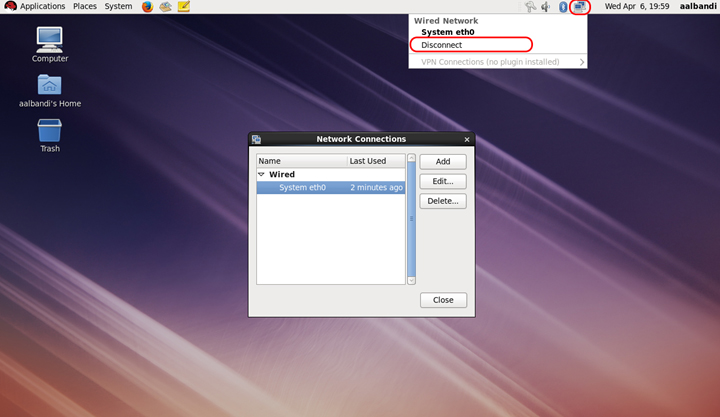 Applications Places System Wed Apr 6, 19:59 aalbandi
Wired Network
System eth0
Disconnect
VPN Connections (no plugin installed)
Computer
aalbandi's Home
Trash
Network Connections
Name Last Used Add
Wired
System eth0 2 minutes ago Edit...
Delete...
Close